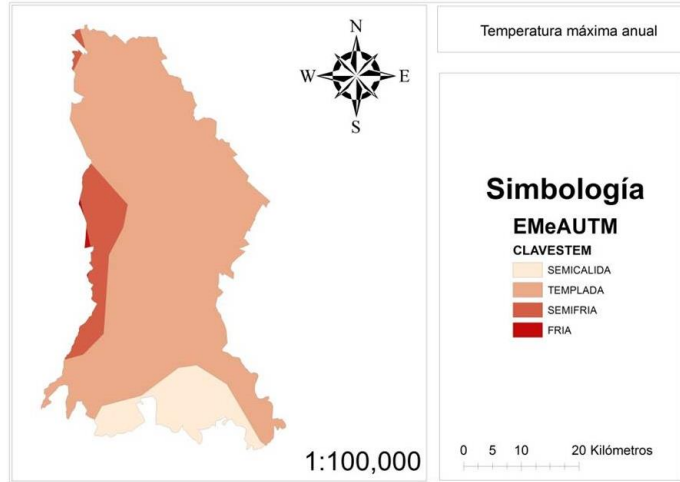 N
W E
S
1:100,000
Temperatura máxima anual
Simbología
EMeAUTM
CLAVESTEM
SEMICALIDA
TEMPLADA
SEMIFRIA
FRIA
0 5 10 20 Kilómetros